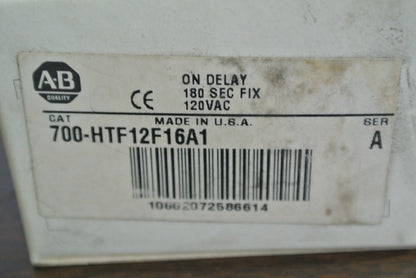 A-B
QUALITY
CE
ON DELAY
180 SEC FIX
120VAC
CAT
MADE IN U.S.A.
SER
700-HTF12F16A1
A
10662072586614